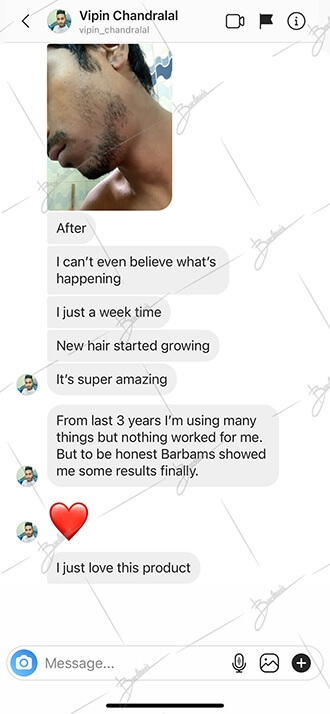 Vipin Chandralal
vipin_chandralal
After
I can't even believe what's
happening
I just a week time
New hair started growing
It's super amazing
From last 3 years I'm using many
things but nothing worked for me.
But to be honest Barbams showed
me some results finally.
I just love this product
Message...